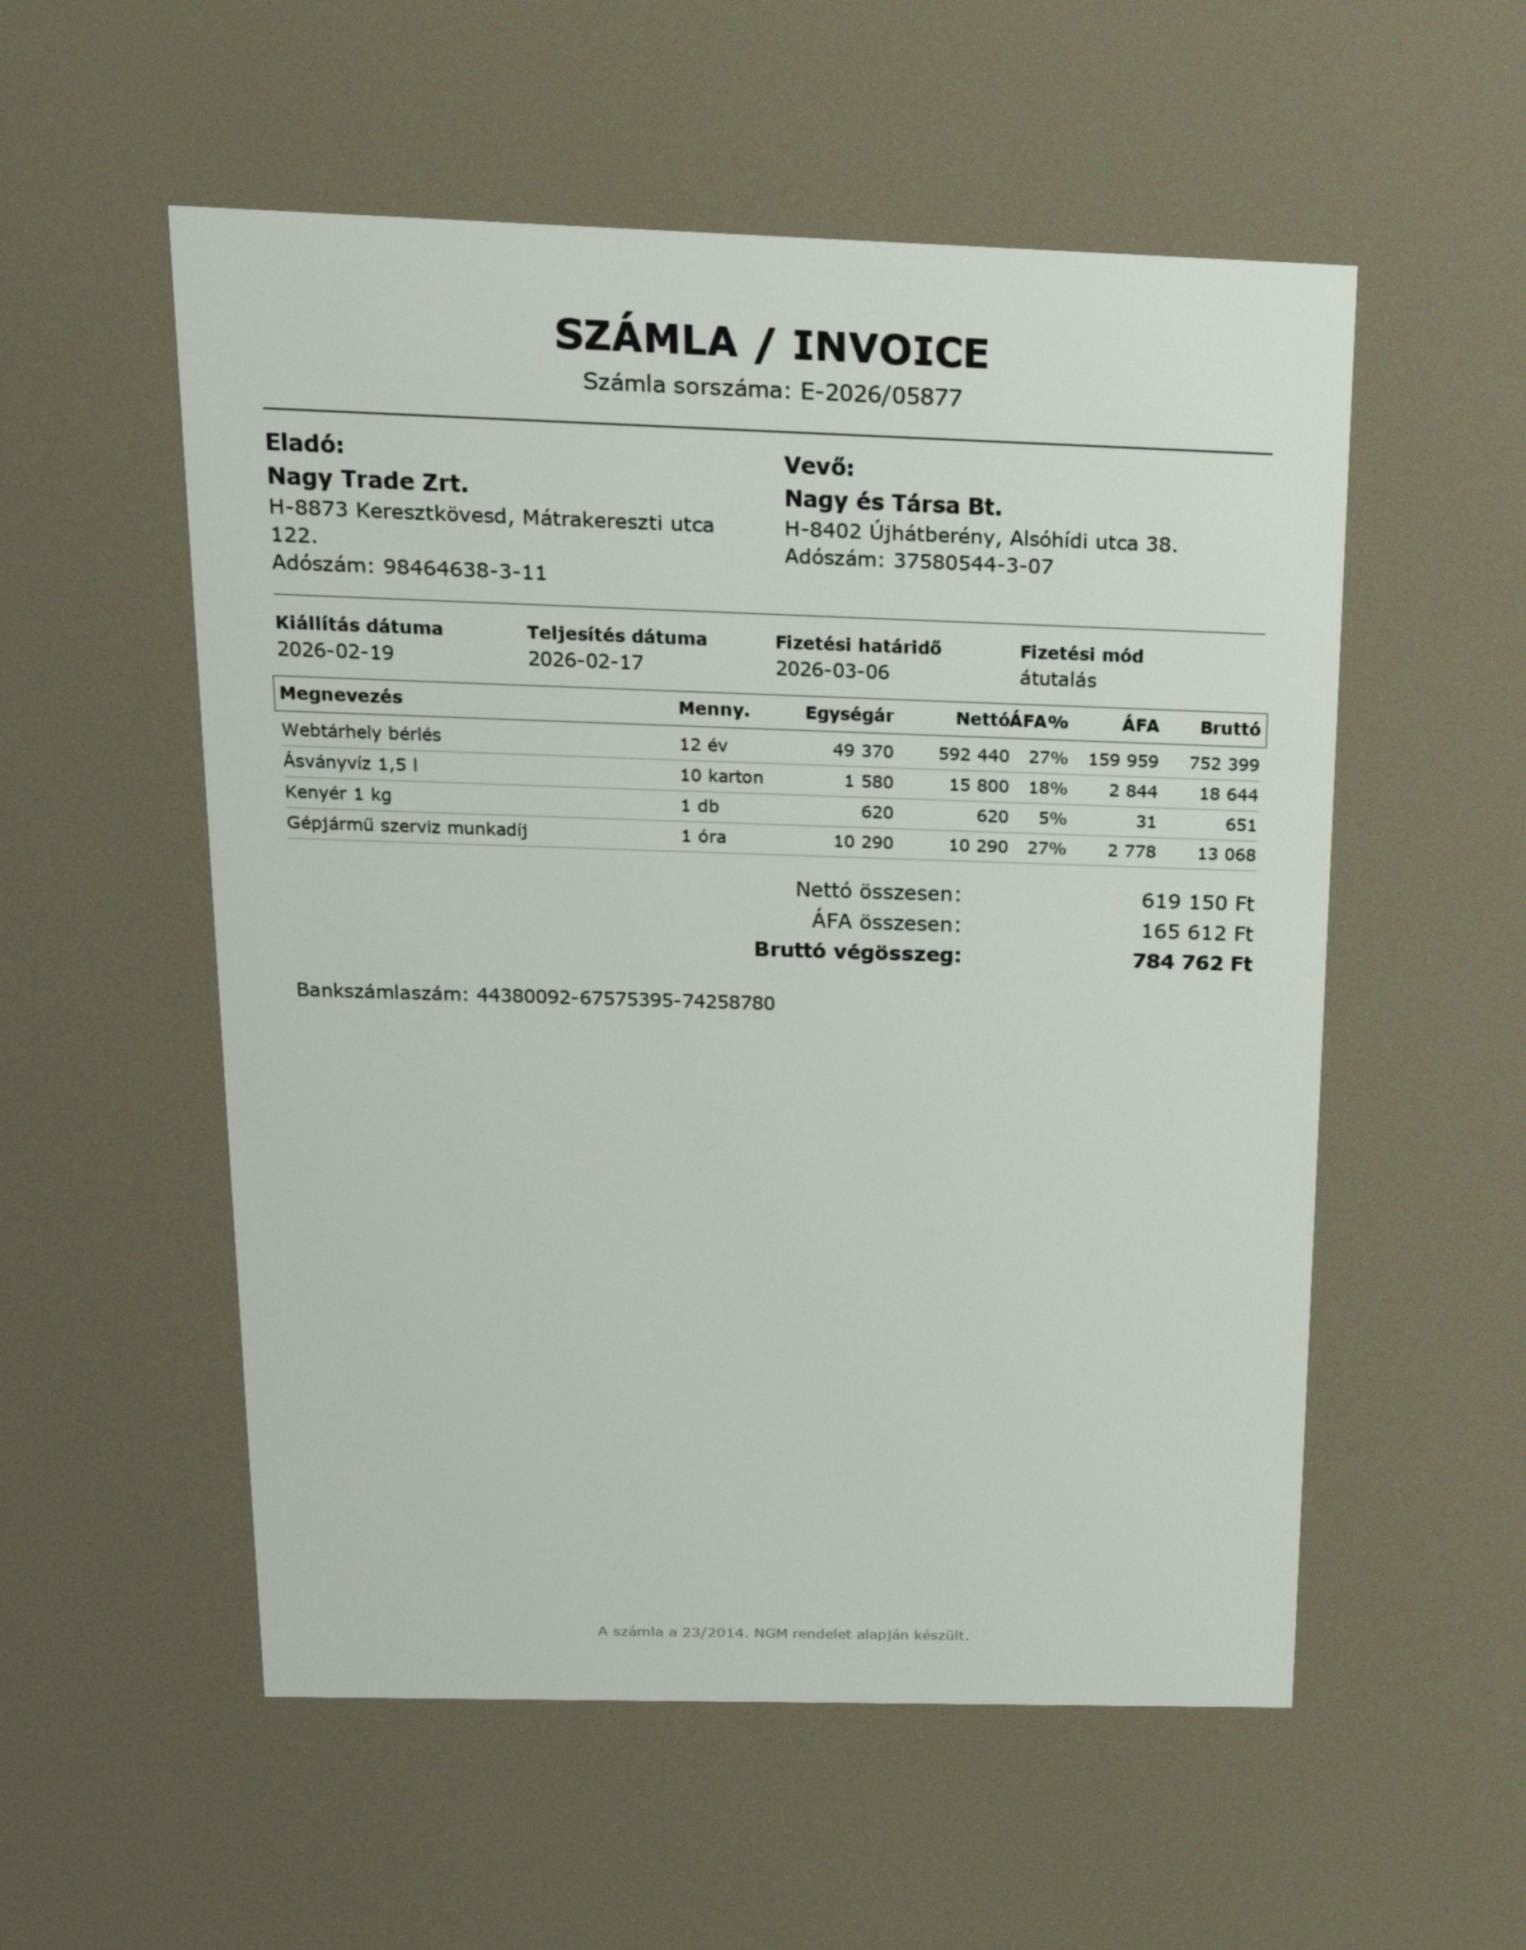 SZÁMLA / INVOICE
Számla sorszáma: E-2026/05877
Eladó:
Nagy Trade Zrt.
H-8873 Keresztkövesd, Mátrakereszti utca
122.
Adószám: 98464638-3-11
Vevő:
Nagy és Társa Bt.
H-8402 Újhátberény, Alsóhídi utca 38.
Adószám: 37580544-3-07
Kiállítás dátuma Teljesítés dátuma Fizetési határidő Fizetési mód
2026-02-19 2026-02-17 2026-03-06 átutalás
Megnevezés Menny. Egységár Nettó ÁFA% ÁFA Bruttó
Webtárhely bérlés 12 év 49 370 592 440 27% 159 959 752 399
Ásványvíz 1,5 l 10 karton 1 580 15 800 18% 2 844 18 644
Kenyér 1 kg 1 db 620 620 5% 31 651
Gépjármű szerviz munkadíj 1 óra 10 290 10 290 27% 2 778 13 068
Nettó összesen: 619 150 Ft
ÁFA összesen: 165 612 Ft
Bruttó végösszeg: 784 762 Ft
Bankszámlaszám: 44380092-67575395-74258780
A számla a 23/2014. NGM rendelet alapján készült.